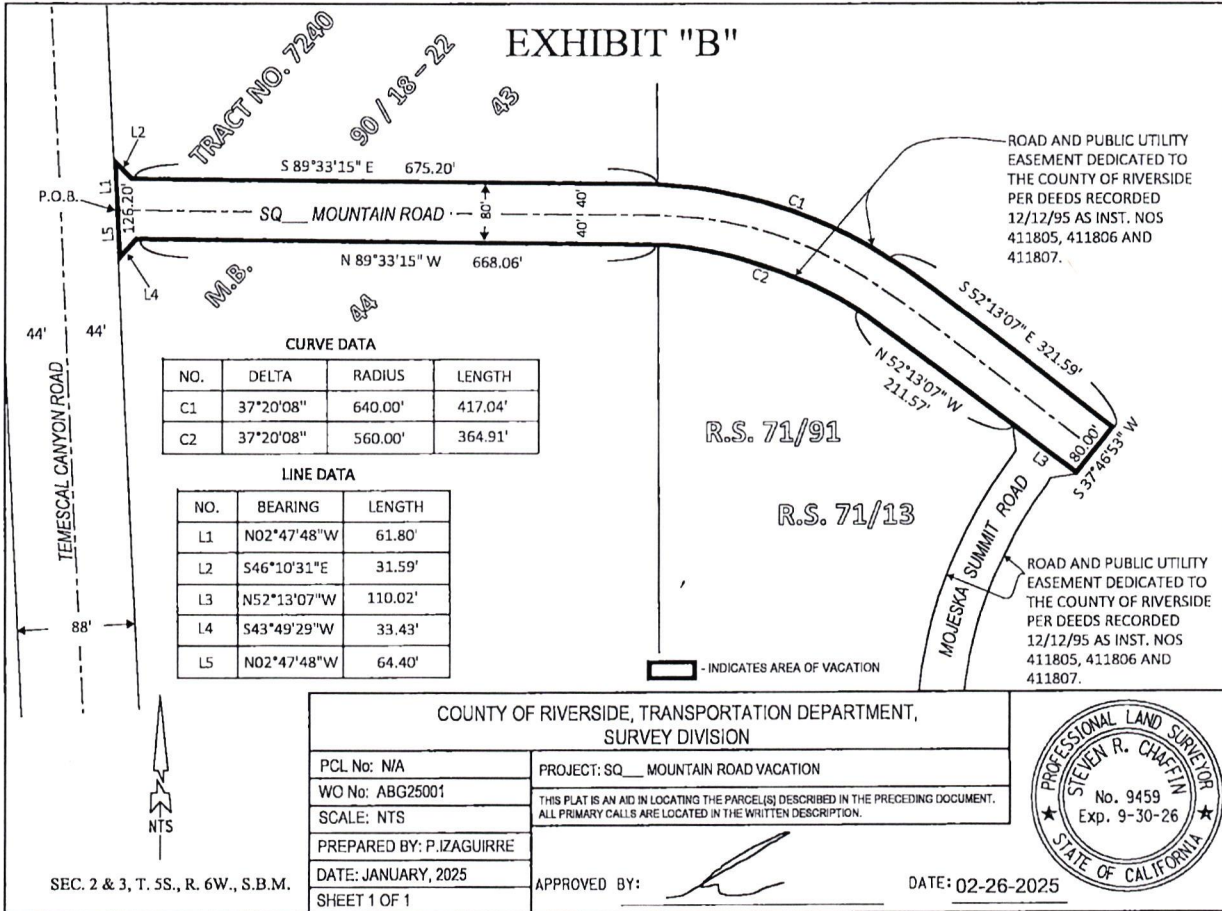 EXHIBIT "B"
TRACT NO. 7240
90 / 18 – 22
43
L2
S 89°33'15" E 675.20'
P.O.B.
L1
126.20'
L5
SQ___ MOUNTAIN ROAD
80'
40' 40'
N 89°33'15" W 668.06'
L4
M.B.
44
44' 44'
TEMESCAL CANYON ROAD
88'
C1
C2
ROAD AND PUBLIC UTILITY
EASEMENT DEDICATED TO
THE COUNTY OF RIVERSIDE
PER DEEDS RECORDED
12/12/95 AS INST. NOS
411805, 411806 AND
411807.
S 52°13'07" E 321.59'
N 52°13'07" W
211.57'
L3
80.00'
S 37°46'53" W
CURVE DATA
NO. DELTA RADIUS LENGTH
C1 37°20'08" 640.00' 417.04'
C2 37°20'08" 560.00' 364.91'
LINE DATA
NO. BEARING LENGTH
L1 N02°47'48"W 61.80'
L2 S46°10'31"E 31.59'
L3 N52°13'07"W 110.02'
L4 S43°49'29"W 33.43'
L5 N02°47'48"W 64.40'
R.S. 71/91
R.S. 71/13
MOJESKA SUMMIT ROAD
ROAD AND PUBLIC UTILITY
EASEMENT DEDICATED TO
THE COUNTY OF RIVERSIDE
PER DEEDS RECORDED
12/12/95 AS INST. NOS
411805, 411806 AND
411807.
- INDICATES AREA OF VACATION
NTS
SEC. 2 & 3, T. 5S., R. 6W., S.B.M.
COUNTY OF RIVERSIDE, TRANSPORTATION DEPARTMENT,
SURVEY DIVISION
PCL No: N/A
WO No: ABG25001
SCALE: NTS
PREPARED BY: P.IZAGUIRRE
DATE: JANUARY, 2025
SHEET 1 OF 1
PROJECT: SQ___ MOUNTAIN ROAD VACATION
THIS PLAT IS AN AID IN LOCATING THE PARCEL(S) DESCRIBED IN THE PRECEDING DOCUMENT.
ALL PRIMARY CALLS ARE LOCATED IN THE WRITTEN DESCRIPTION.
APPROVED BY:
DATE: 02-26-2025
PROFESSIONAL LAND SURVEYOR
STEVEN R. CHAFFIN
No. 9459
Exp. 9-30-26
STATE OF CALIFORNIA